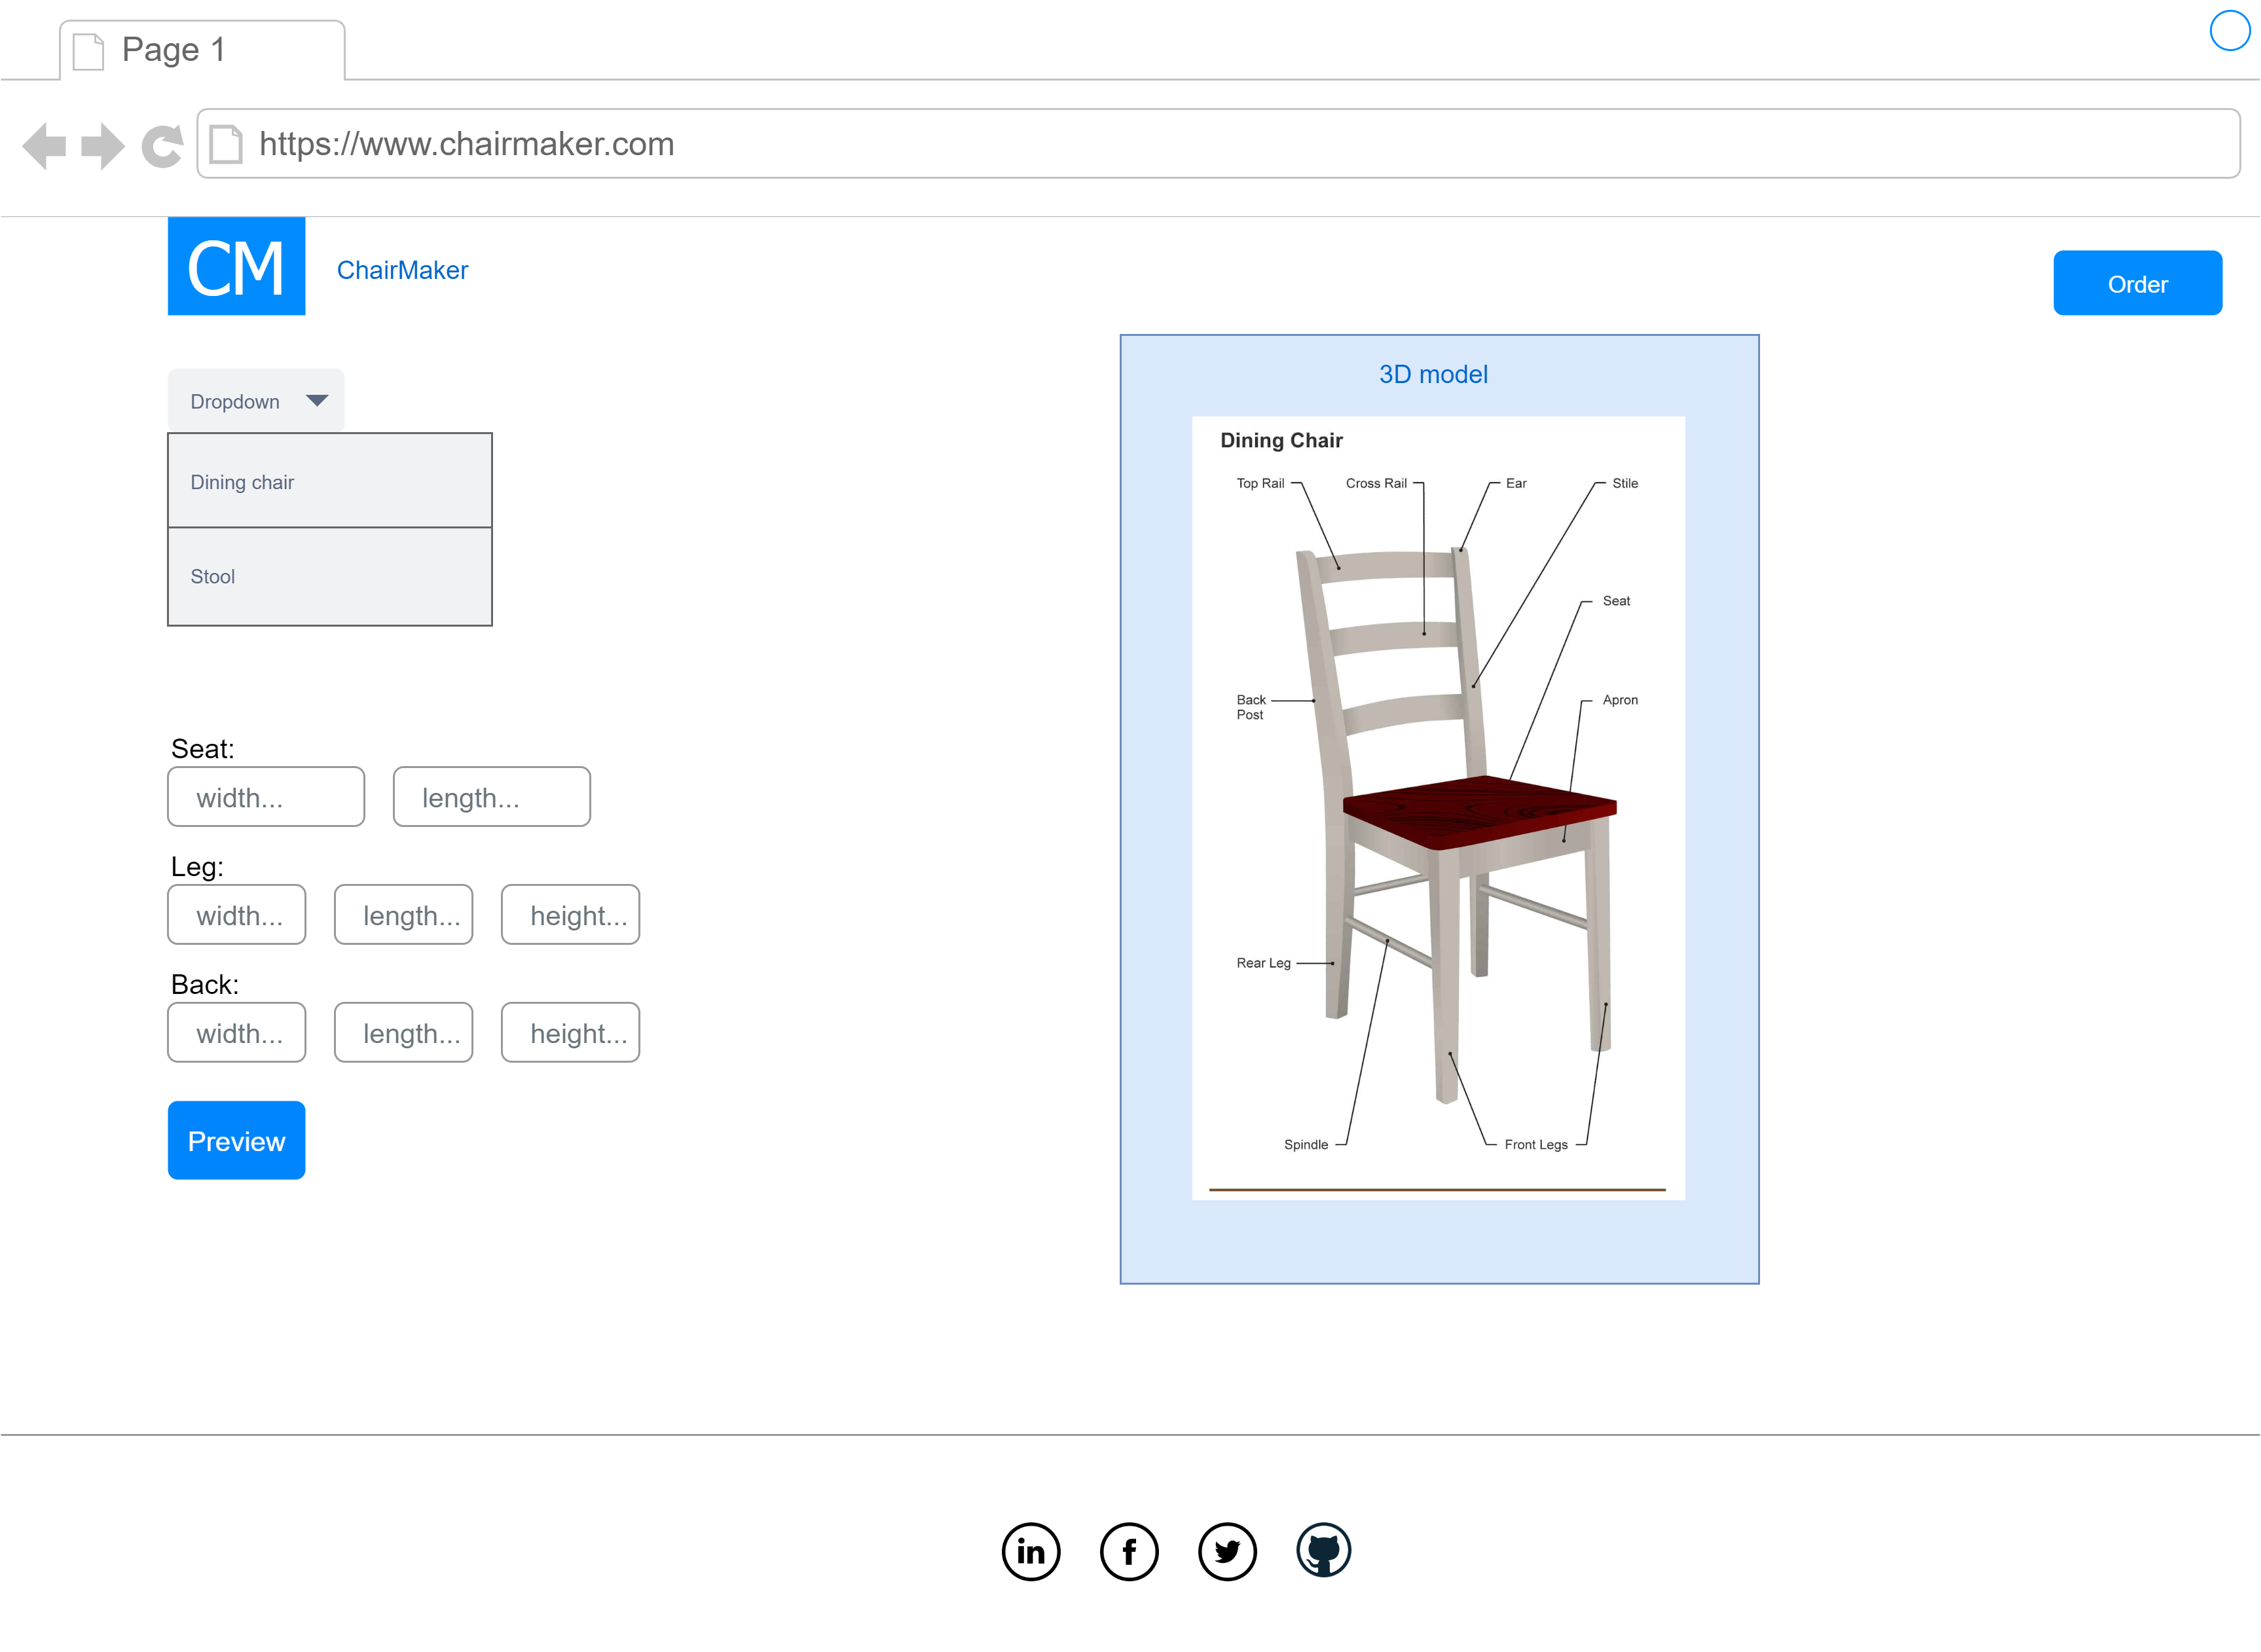 Page 1
https://www.chairmaker.com
CM
ChairMaker
Order
Dropdown
Dining chair
Stool
Seat:
width...
length...
Leg:
width...
length...
height...
Back:
width...
length...
height...
Preview
3D model
Dining Chair
Top Rail
Cross Rail
Ear
Stile
Seat
Back
Post
Apron
Rear Leg
Spindle
Front Legs
in
f